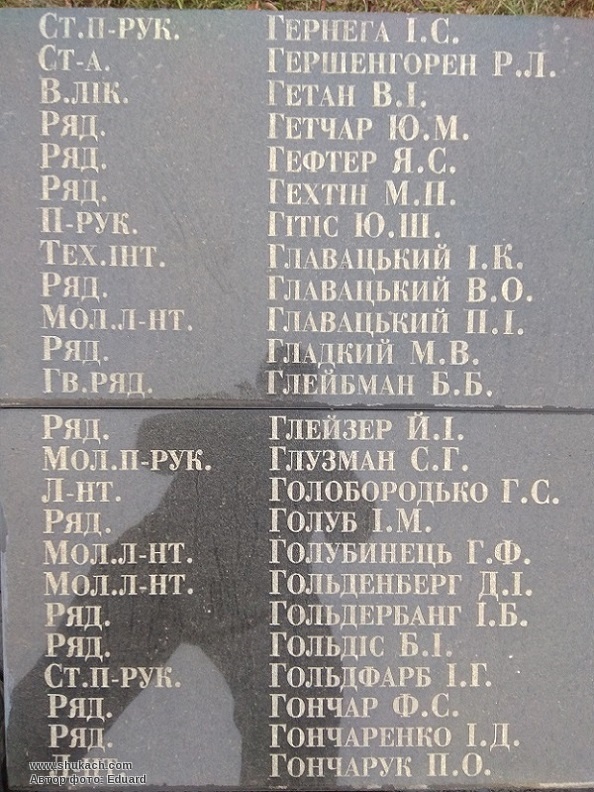 Ст.п-рук. Гернега І.С.
Ст-а. Гершенгорен Р.Л.
В.лік. Гетан В.І.
Ряд. Гетчар Ю.М.
Ряд. Гефтер Я.С.
Ряд. Гехтін М.П.
П-рук. Гітіс Ю.Ш.
Тех.інт. Главацький І.К.
Ряд. Главацький В.О.
Мол.л-нт. Главацький П.І.
Ряд. Гладкий М.В.
Гв.ряд. Глейбман Б.Б.
Ряд. Глейзер Й.І.
Мол.п-рук. Глузман С.Г.
Л-нт. Голобородько Г.С.
Ряд. Голуб І.М.
Мол.л-нт. Голубинець Г.Ф.
Мол.л-нт. Гольденберг Д.І.
Ряд. Гольдербанг І.Б.
Ряд. Гольдіс Б.І.
Ст.п-рук. Гольдфарб І.Г.
Ряд. Гончар Ф.С.
Ряд. Гончаренко І.Д.
Гончарук П.О.
www.shukach.com
Автор фото: Eduard